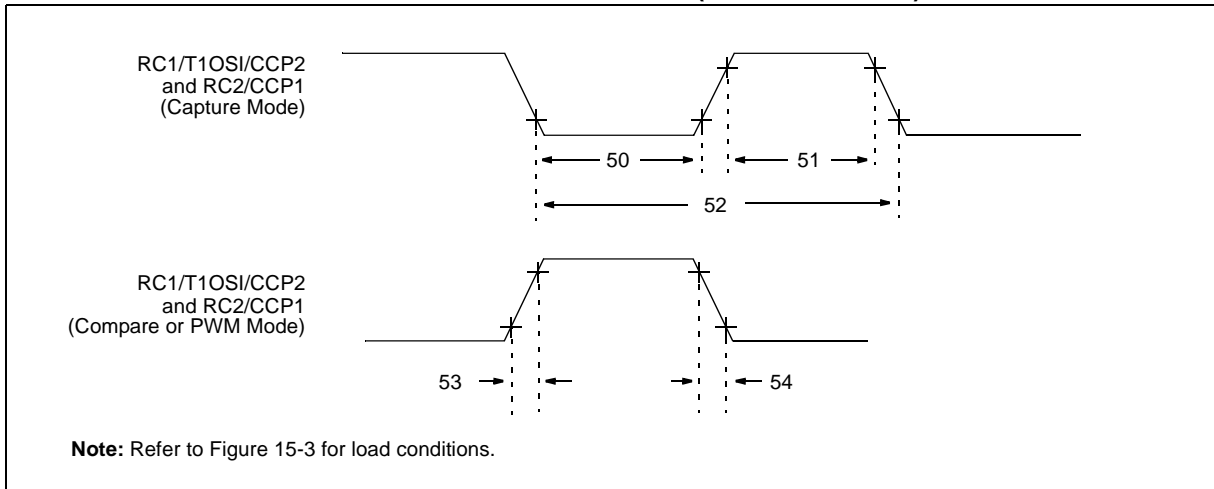 RC1/T1OSI/CCP2
and RC2/CCP1
(Capture Mode)
50
51
52
RC1/T1OSI/CCP2
and RC2/CCP1
(Compare or PWM Mode)
53
54
Note: Refer to Figure 15-3 for load conditions.